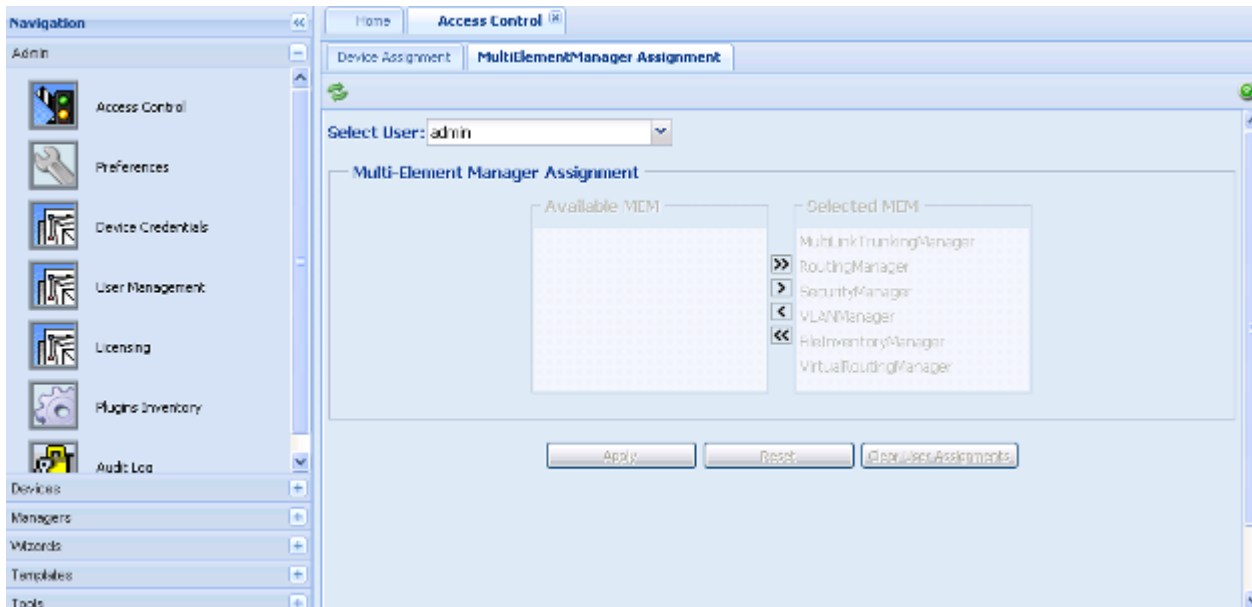 Navigation
Admin
Access Control
Preferences
Device Credentials
User Management
Licensing
Plugins Inventory
Audit Log
Devices
Managers
Wizards
Templates
Tools
Home
Access Control
Device Assignment
MultiElementManager Assignment
Select User: admin
Multi-Element Manager Assignment
Available MEM
Selected MEM
MultiLinkTrunkingManager
RoutingManager
SecurityManager
VLANManager
FileInventoryManager
VirtualRoutingManager
>>
>
<
<<
Apply
Reset
Clear User Assignments